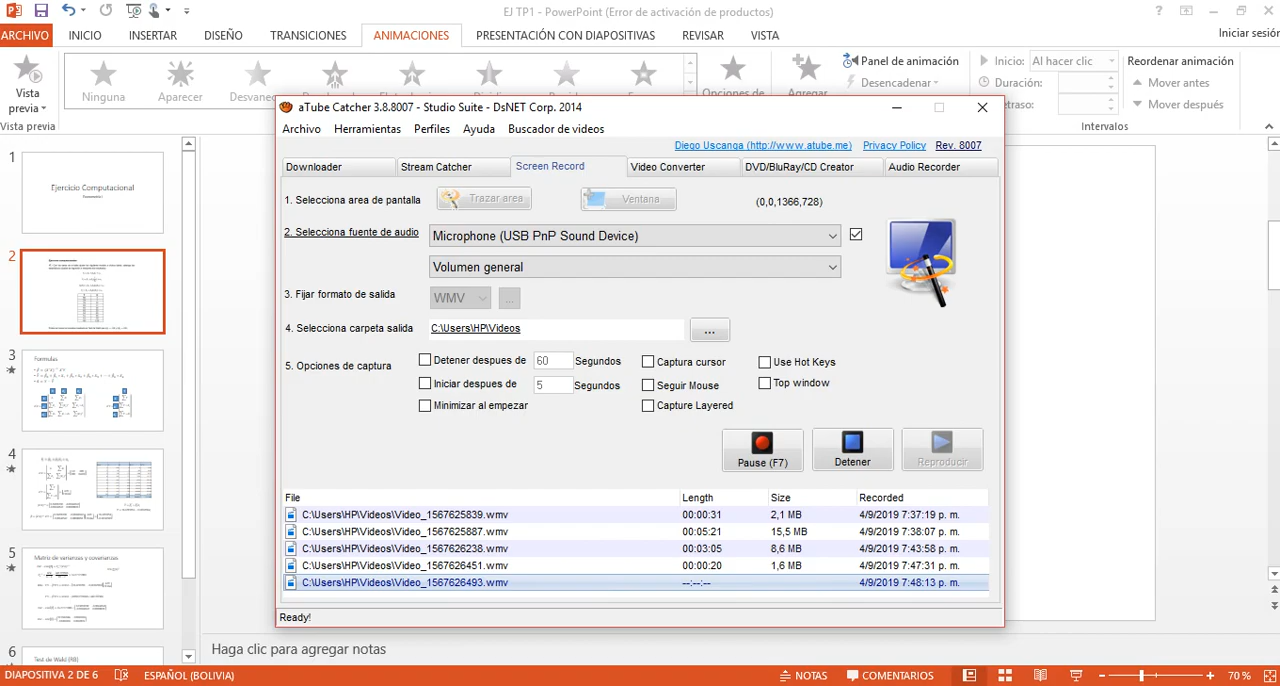 EJ TP1 - PowerPoint (Error de activación de productos)
ARCHIVO INICIO INSERTAR DISEÑO TRANSICIONES ANIMACIONES PRESENTACIÓN CON DIAPOSITIVAS REVISAR VISTA Iniciar sesión
Vista previa
Ninguna Aparecer
Panel de animación
Desencadenar
Inicio: Al hacer clic
Duración:
Reordenar animación
Mover antes
Mover después
Vista previa
Intervalos
aTube Catcher 3.8.8007 - Studio Suite - DsNET Corp. 2014
Archivo Herramientas Perfiles Ayuda Buscador de videos
Diego Uscanga (http://www.atube.me) Privacy Policy Rev. 8007
Downloader Stream Catcher Screen Record Video Converter DVD/BluRay/CD Creator Audio Recorder
1. Selecciona area de pantalla Trazar area Ventana (0,0,1366,728)
2. Selecciona fuente de audio Microphone (USB PnP Sound Device)
Volumen general
3. Fijar formato de salida WMV ...
4. Selecciona carpeta salida C:\Users\HP\Videos ...
5. Opciones de captura
Detener despues de 60 Segundos Captura cursor Use Hot Keys
Iniciar despues de 5 Segundos Seguir Mouse Top window
Minimizar al empezar Capture Layered
Pause (F7) Detener Reproducir
File Length Size Recorded
C:\Users\HP\Videos\Video_1567625839.wmv 00:00:31 2,1 MB 4/9/2019 7:37:19 p. m.
C:\Users\HP\Videos\Video_1567625887.wmv 00:05:21 15,5 MB 4/9/2019 7:38:07 p. m.
C:\Users\HP\Videos\Video_1567626238.wmv 00:03:05 8,6 MB 4/9/2019 7:43:58 p. m.
C:\Users\HP\Videos\Video_1567626451.wmv 00:00:20 1,6 MB 4/9/2019 7:47:31 p. m.
C:\Users\HP\Videos\Video_1567626493.wmv --:--:-- 4/9/2019 7:48:13 p. m.
Ready!
1
Ejercicio Computacional
2
3
Formulas
4
5
Matriz de varianzas y covarianzas
6
Test de Wald (RB)
Haga clic para agregar notas
DIAPOSITIVA 2 DE 6 ESPAÑOL (BOLIVIA) NOTAS COMENTARIOS 70 %